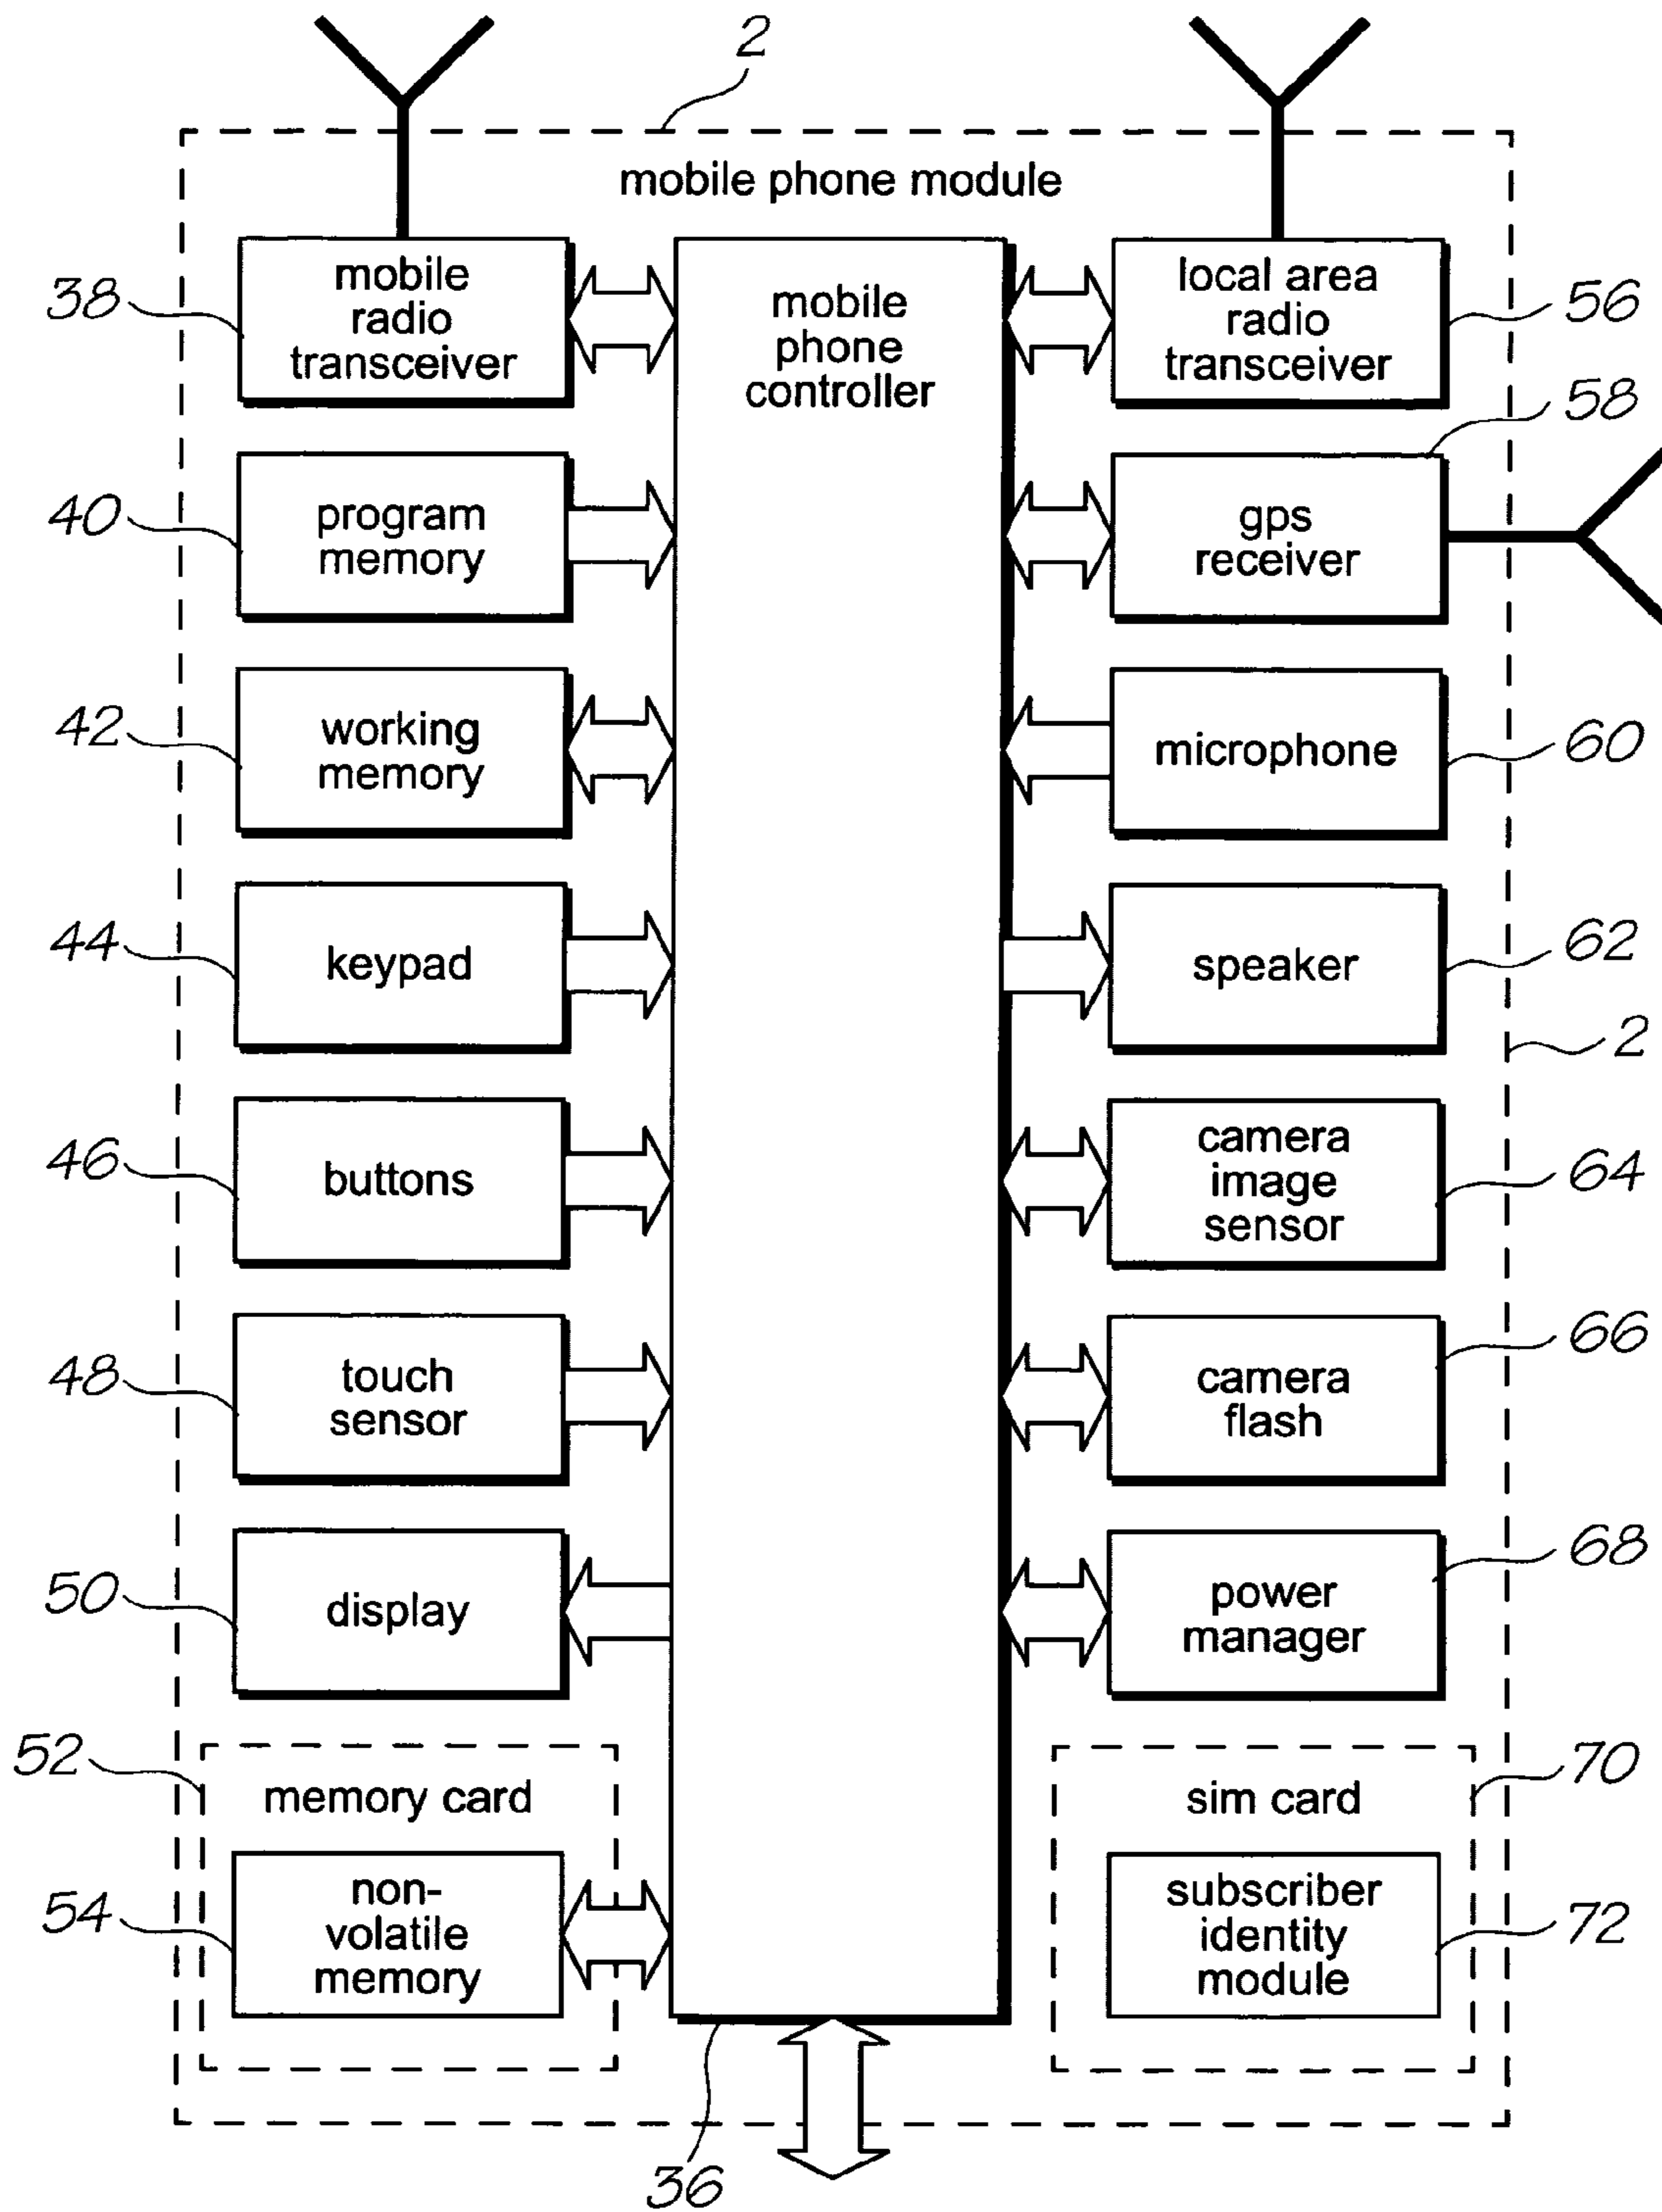 2
mobile phone module
38
mobile
radio
transceiver
mobile
phone
controller
local area
radio
transceiver
56
58
40
program
memory
gps
receiver
42
working
memory
microphone
60
44
keypad
speaker
62
2
46
buttons
camera
image
sensor
64
48
touch
sensor
camera
flash
66
50
display
power
manager
68
52
memory card
sim card
70
54
non-
volatile
memory
subscriber
identity
module
72
36